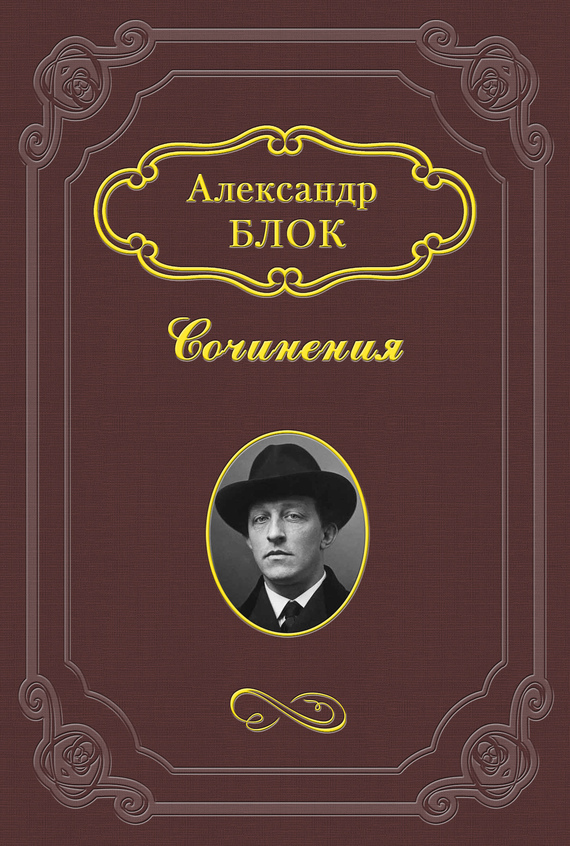 Александр
БЛОК
Сочинения